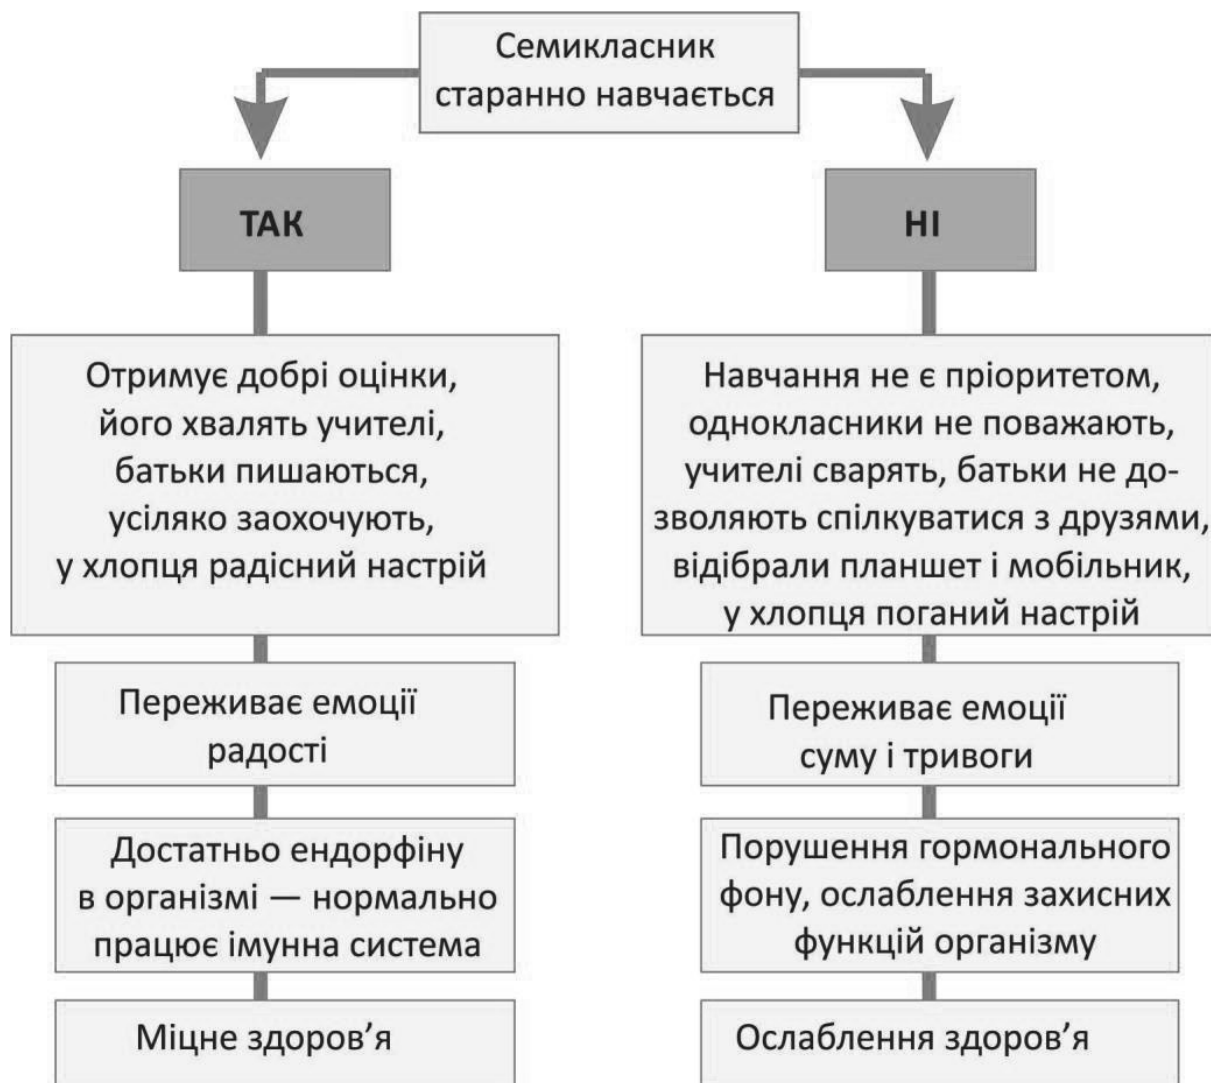 Семикласник
старанно навчається
ТАК
НІ
Отримує добрі оцінки,
його хвалять учителі,
батьки пишаються,
усіляко заохочують,
у хлопця радісний настрій
Навчання не є пріоритетом,
однокласники не поважають,
учителі сварять, батьки не до-
зволяють спілкуватися з друзями,
відібрали планшет і мобільник,
у хлопця поганий настрій
Переживає емоції
радості
Переживає емоції
суму і тривоги
Достатньо ендорфіну
в організмі — нормально
працює імунна система
Порушення гормонального
фону, ослаблення захисних
функцій організму
Міцне здоров’я
Ослаблення здоров’я